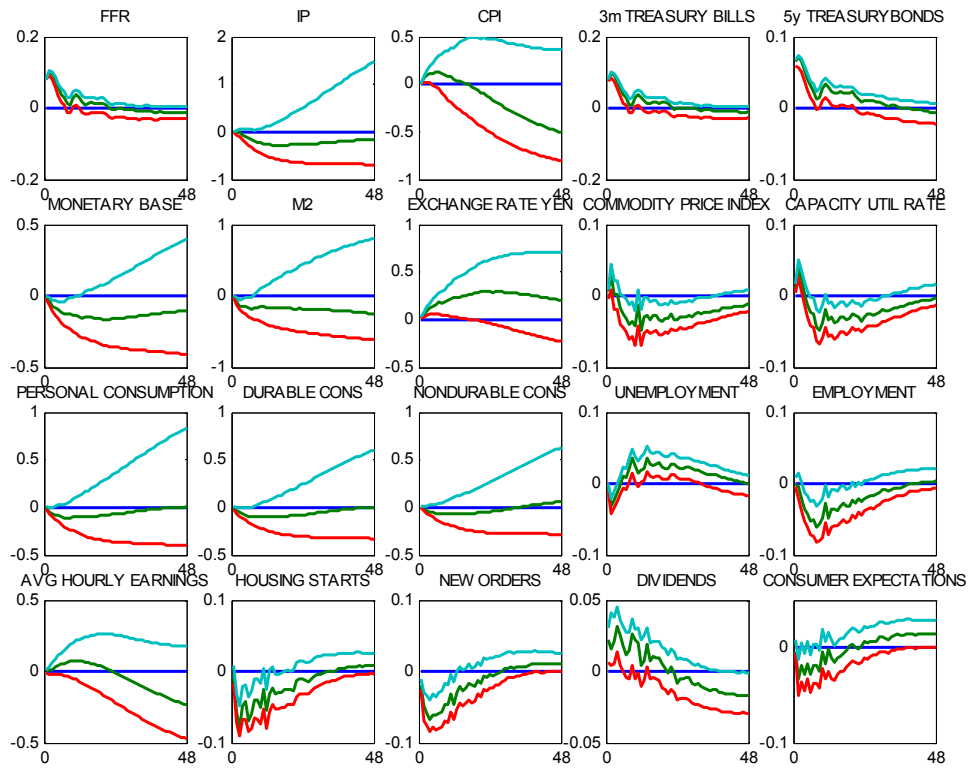 FFR IP CPI 3m TREASURY BILLS 5y TREASURYBONDS
0.2 2 0.5 0.2 0.1
1
0 0 0 0
0
-0.5
-0.2 -1 -1 -0.2 -0.1
0 48 0 48 0 48 0 48 0 48
MONETARY BASE M2 EXCHANGE RATE YEN COMMODITY PRICE INDEX CAPACITY UTIL RATE
0.5 1 1 0.1 0.1
0.5
0 0 0 0
0
-0.5 -1 -0.5 -0.1 -0.1
0 48 0 48 0 48 0 48 0 48
PERSONAL CONSUMPTION DURABLE CONS NONDURABLE CONS UNEMPLOYMENT EMPLOYMENT
1 1 1 0.1 0.1
0.5 0.5 0.5
0 0
0 0 0
-0.5 -0.5 -0.5 -0.1 -0.1
0 48 0 48 0 48 0 48 0 48
AVG HOURLY EARNINGS HOUSING STARTS NEW ORDERS DIVIDENDS CONSUMER EXPECTATIONS
0.5 0.1 0.1 0.05 0.1
0
0 0 0 0
-0.5 -0.1 -0.1 0.05 -0.1
0 48 0 48 0 48 0 48 0 48